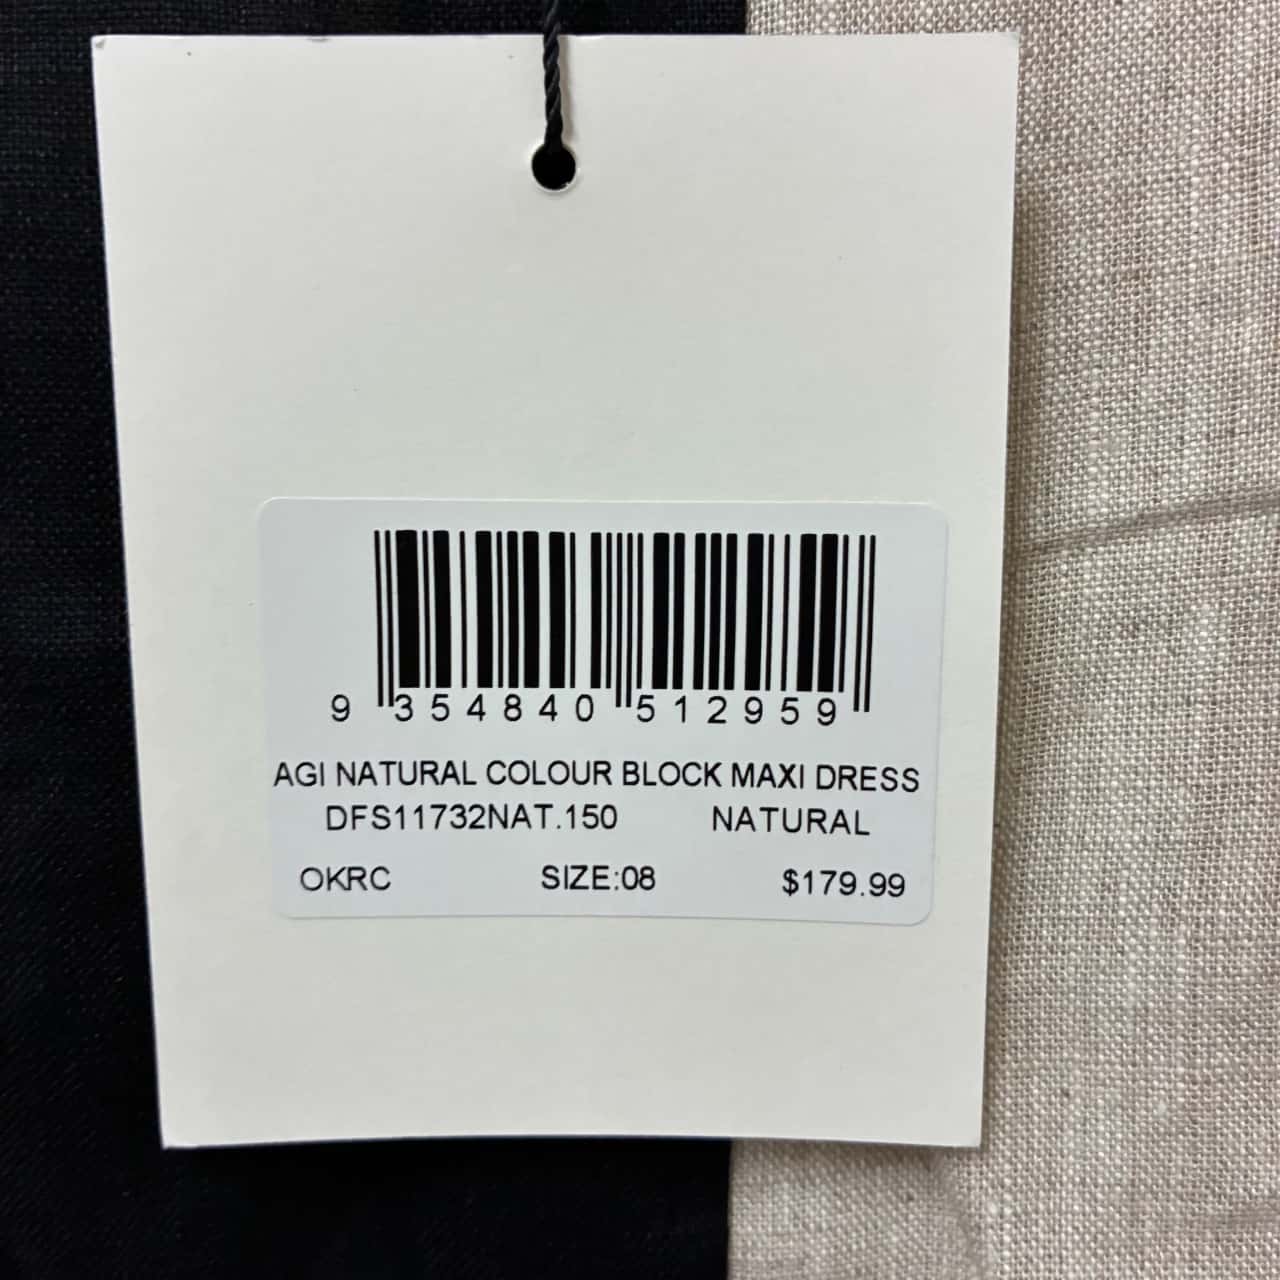 9 354840 512959
AGI NATURAL COLOUR BLOCK MAXI DRESS
DFS11732NAT.150 NATURAL
OKRC SIZE:08 $179.99